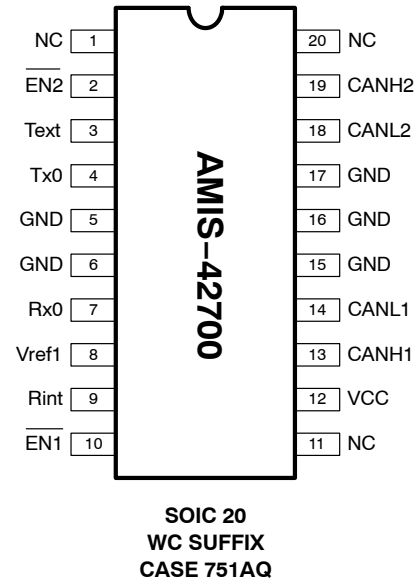 NC 1 20 NC
E̅N̅2̅ 2 19 CANH2
Text 3 18 CANL2
Tx0 4 17 GND
GND 5 16 GND
GND 6 15 GND
Rx0 7 14 CANL1
Vref1 8 13 CANH1
Rint 9 12 VCC
E̅N̅1̅ 10 11 NC
AMIS−42700
SOIC 20
WC SUFFIX
CASE 751AQ